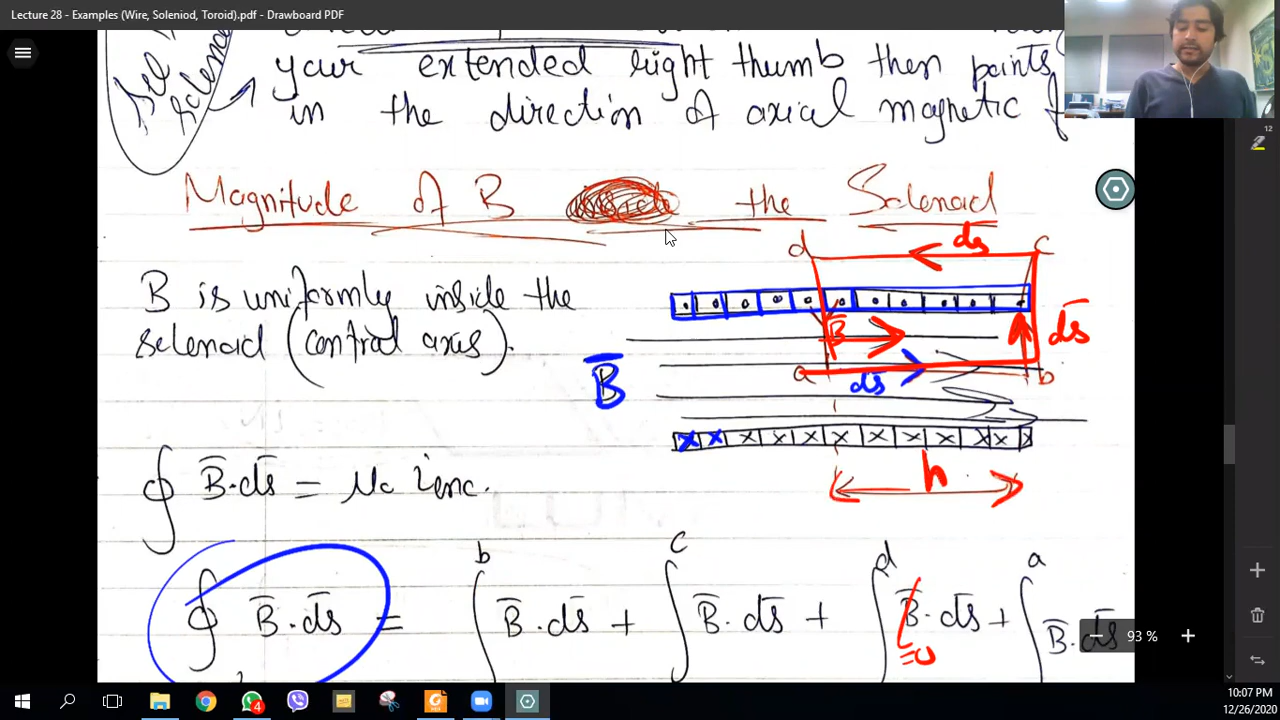 Lecture 28 - Examples (Wire, Soleniod, Toroid).pdf - Drawboard PDF
your extended right thumb then points
in the direction of axial magnetic f
Magnitude of B the Solenoid
d ds c
B is uniformly inside the
solenoid (central axis).
B ds
B
a ds b
x x x x x x x x x x x x
h
∮ B.ds = μo ienc.
b c d a
∮ B.ds = ∫ B.ds + ∫ B.ds + ∫ B.ds + ∫ B.ds
=0
93 %
12
4
10:07 PM
12/26/2020